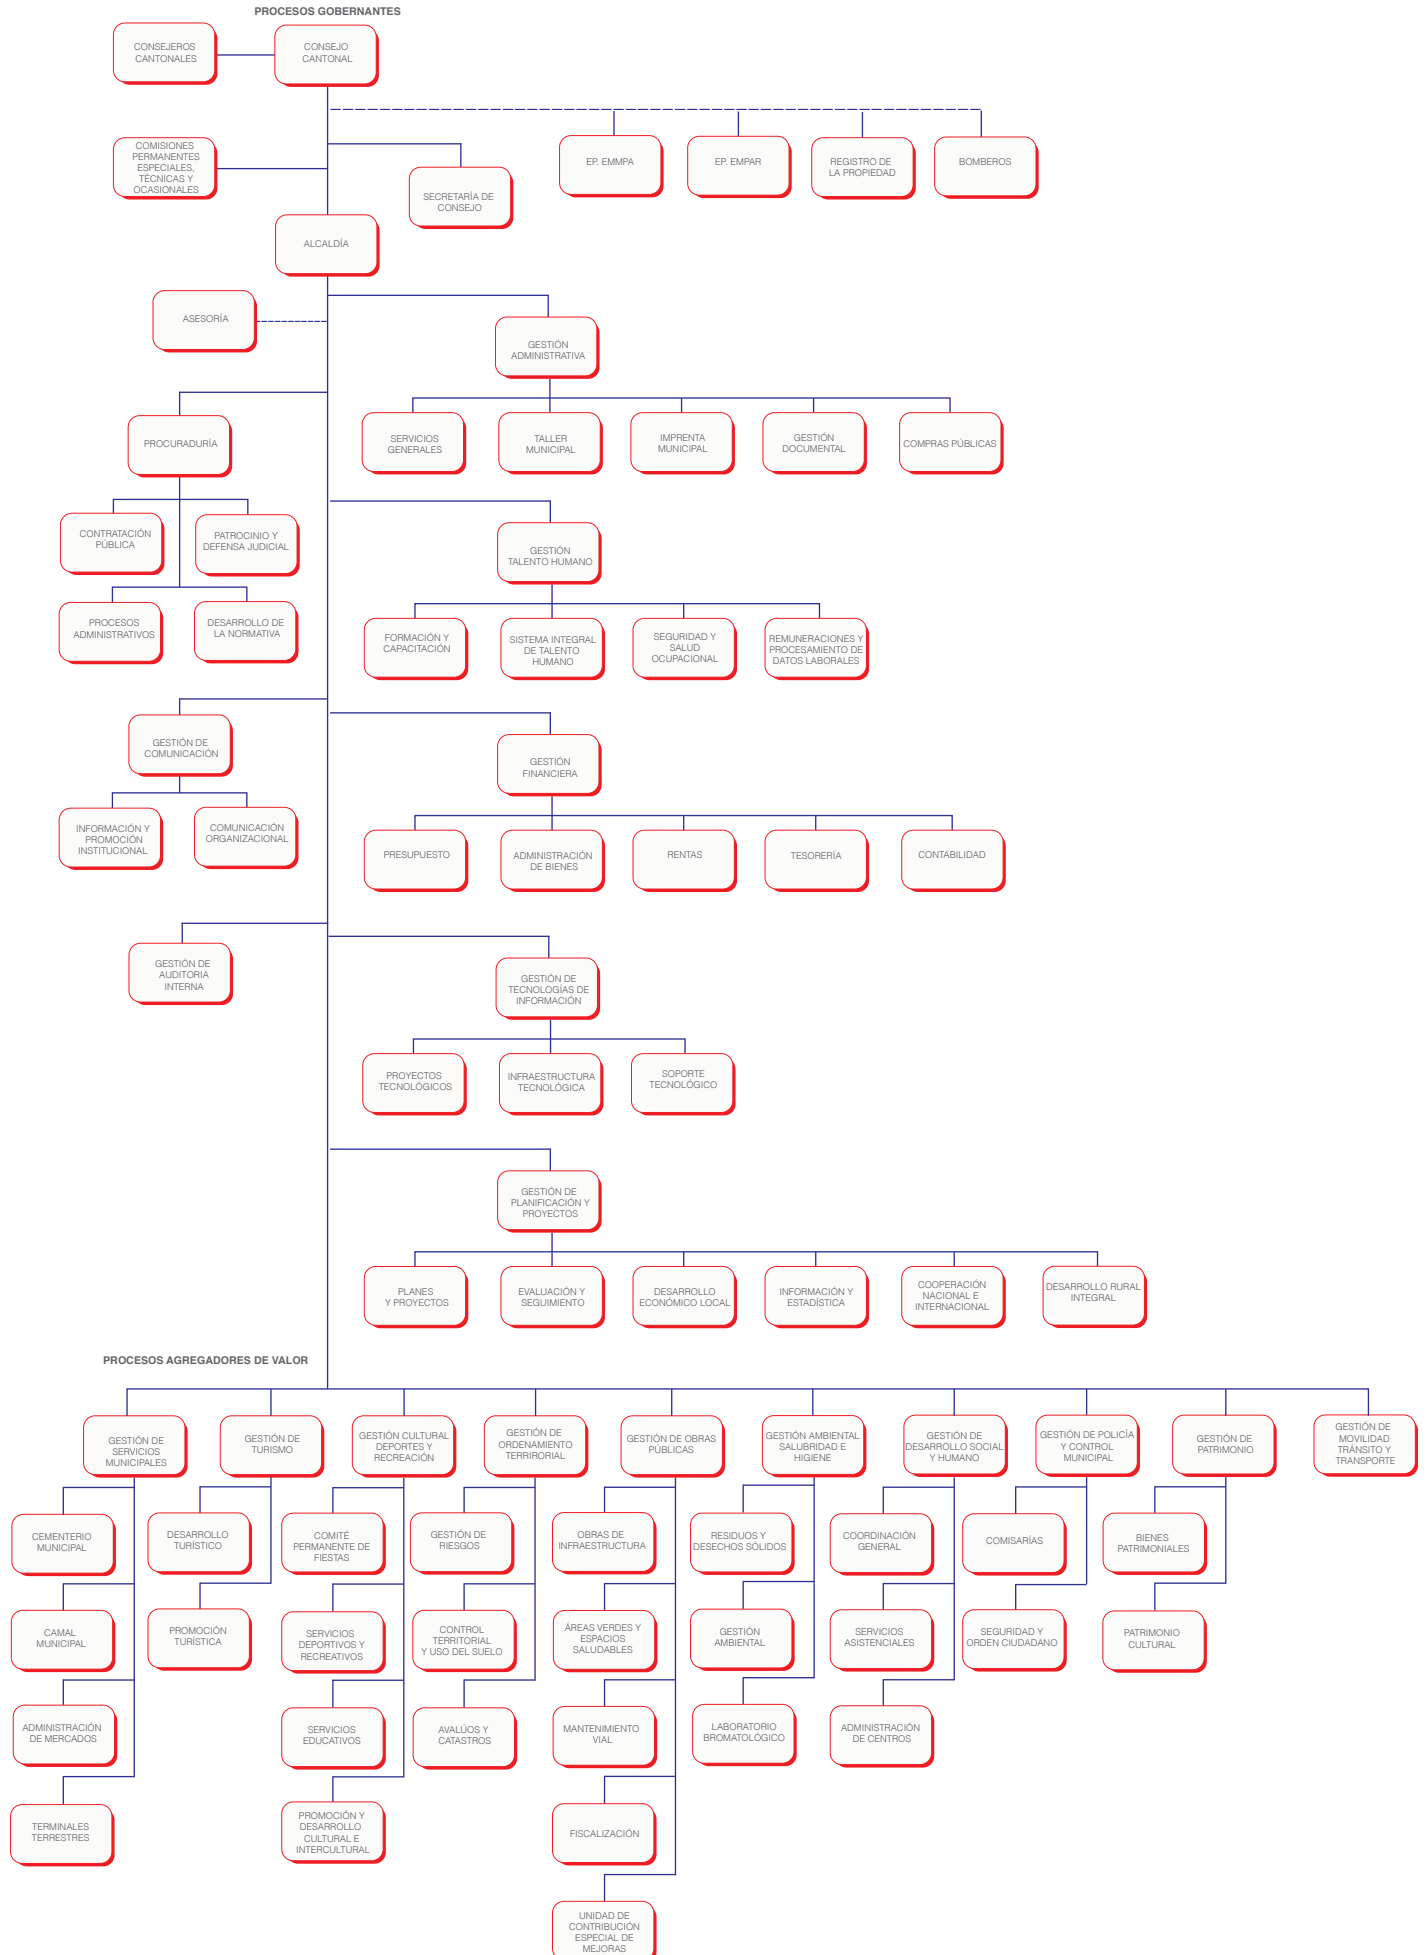 PROCESOS GOBERNANTES
CONSEJEROS
CANTONALES
CONSEJO
CANTONAL
COMISIONES
PERMANENTES
ESPECIALES,
TÉCNICAS Y
OCASIONALES
SECRETARÍA DE
CONSEJO
EP. EMMPA
EP. EMPAR
REGISTRO DE
LA PROPIEDAD
BOMBEROS
ALCALDÍA
ASESORÍA
GESTIÓN
ADMINISTRATIVA
SERVICIOS
GENERALES
TALLER
MUNICIPAL
IMPRENTA
MUNICIPAL
GESTIÓN
DOCUMENTAL
COMPRAS PÚBLICAS
PROCURADURÍA
CONTRATACIÓN
PÚBLICA
PATROCINIO Y
DEFENSA JUDICIAL
PROCESOS
ADMINISTRATIVOS
DESARROLLO DE
LA NORMATIVA
GESTIÓN
TALENTO HUMANO
FORMACIÓN Y
CAPACITACIÓN
SISTEMA INTEGRAL
DE TALENTO
HUMANO
SEGURIDAD Y
SALUD
OCUPACIONAL
REMUNERACIONES Y
PROCESAMIENTO DE
DATOS LABORALES
GESTIÓN DE
COMUNICACIÓN
INFORMACIÓN Y
PROMOCIÓN
INSTITUCIONAL
COMUNICACIÓN
ORGANIZACIONAL
GESTIÓN
FINANCIERA
PRESUPUESTO
ADMINISTRACIÓN
DE BIENES
RENTAS
TESORERÍA
CONTABILIDAD
GESTIÓN DE
AUDITORIA
INTERNA
GESTIÓN DE
TECNOLOGÍAS DE
INFORMACIÓN
PROYECTOS
TECNOLÓGICOS
INFRAESTRUCTURA
TECNOLÓGICA
SOPORTE
TECNOLÓGICO
GESTIÓN DE
PLANIFICACIÓN Y
PROYECTOS
PLANES
Y PROYECTOS
EVALUACIÓN Y
SEGUIMIENTO
DESARROLLO
ECONÓMICO LOCAL
INFORMACIÓN Y
ESTADÍSTICA
COOPERACIÓN
NACIONAL E
INTERNACIONAL
DESARROLLO RURAL
INTEGRAL
PROCESOS AGREGADORES DE VALOR
GESTIÓN DE
SERVICIOS
MUNICIPALES
GESTIÓN DE
TURISMO
GESTIÓN CULTURAL
DEPORTES Y
RECREACIÓN
GESTIÓN DE
ORDENAMIENTO
TERRIRORIAL
GESTIÓN DE OBRAS
PÚBLICAS
GESTIÓN AMBIENTAL
SALUBRIDAD E
HIGIENE
GESTIÓN DE
DESARROLLO SOCIAL
Y HUMANO
GESTIÓN DE POLICÍA
Y CONTROL
MUNICIPAL
GESTIÓN DE
PATRIMONIO
GESTIÓN DE
MOVILIDAD
TRÁNSITO Y
TRANSPORTE
CEMENTERIO
MUNICIPAL
DESARROLLO
TURÍSTICO
COMITÉ
PERMANENTE DE
FIESTAS
GESTIÓN DE
RIESGOS
OBRAS DE
INFRAESTRUCTURA
RESIDUOS Y
DESECHOS SÓLIDOS
COORDINACIÓN
GENERAL
COMISARÍAS
BIENES
PATRIMONIALES
CAMAL
MUNICIPAL
PROMOCIÓN
TURÍSTICA
SERVICIOS
DEPORTIVOS Y
RECREATIVOS
CONTROL
TERRITORIAL
Y USO DEL SUELO
ÁREAS VERDES Y
ESPACIOS
SALUDABLES
GESTIÓN
AMBIENTAL
SERVICIOS
ASISTENCIALES
SEGURIDAD Y
ORDEN CIUDADANO
PATRIMONIO
CULTURAL
ADMINISTRACIÓN
DE MERCADOS
SERVICIOS
EDUCATIVOS
AVALÚOS Y
CATASTROS
MANTENIMIENTO
VIAL
LABORATORIO
BROMATOLÓGICO
ADMINISTRACIÓN
DE CENTROS
TERMINALES
TERRESTRES
PROMOCIÓN Y
DESARROLLO
CULTURAL E
INTERCULTURAL
FISCALIZACIÓN
UNIDAD DE
CONTRIBUCIÓN
ESPECIAL DE
MEJORAS